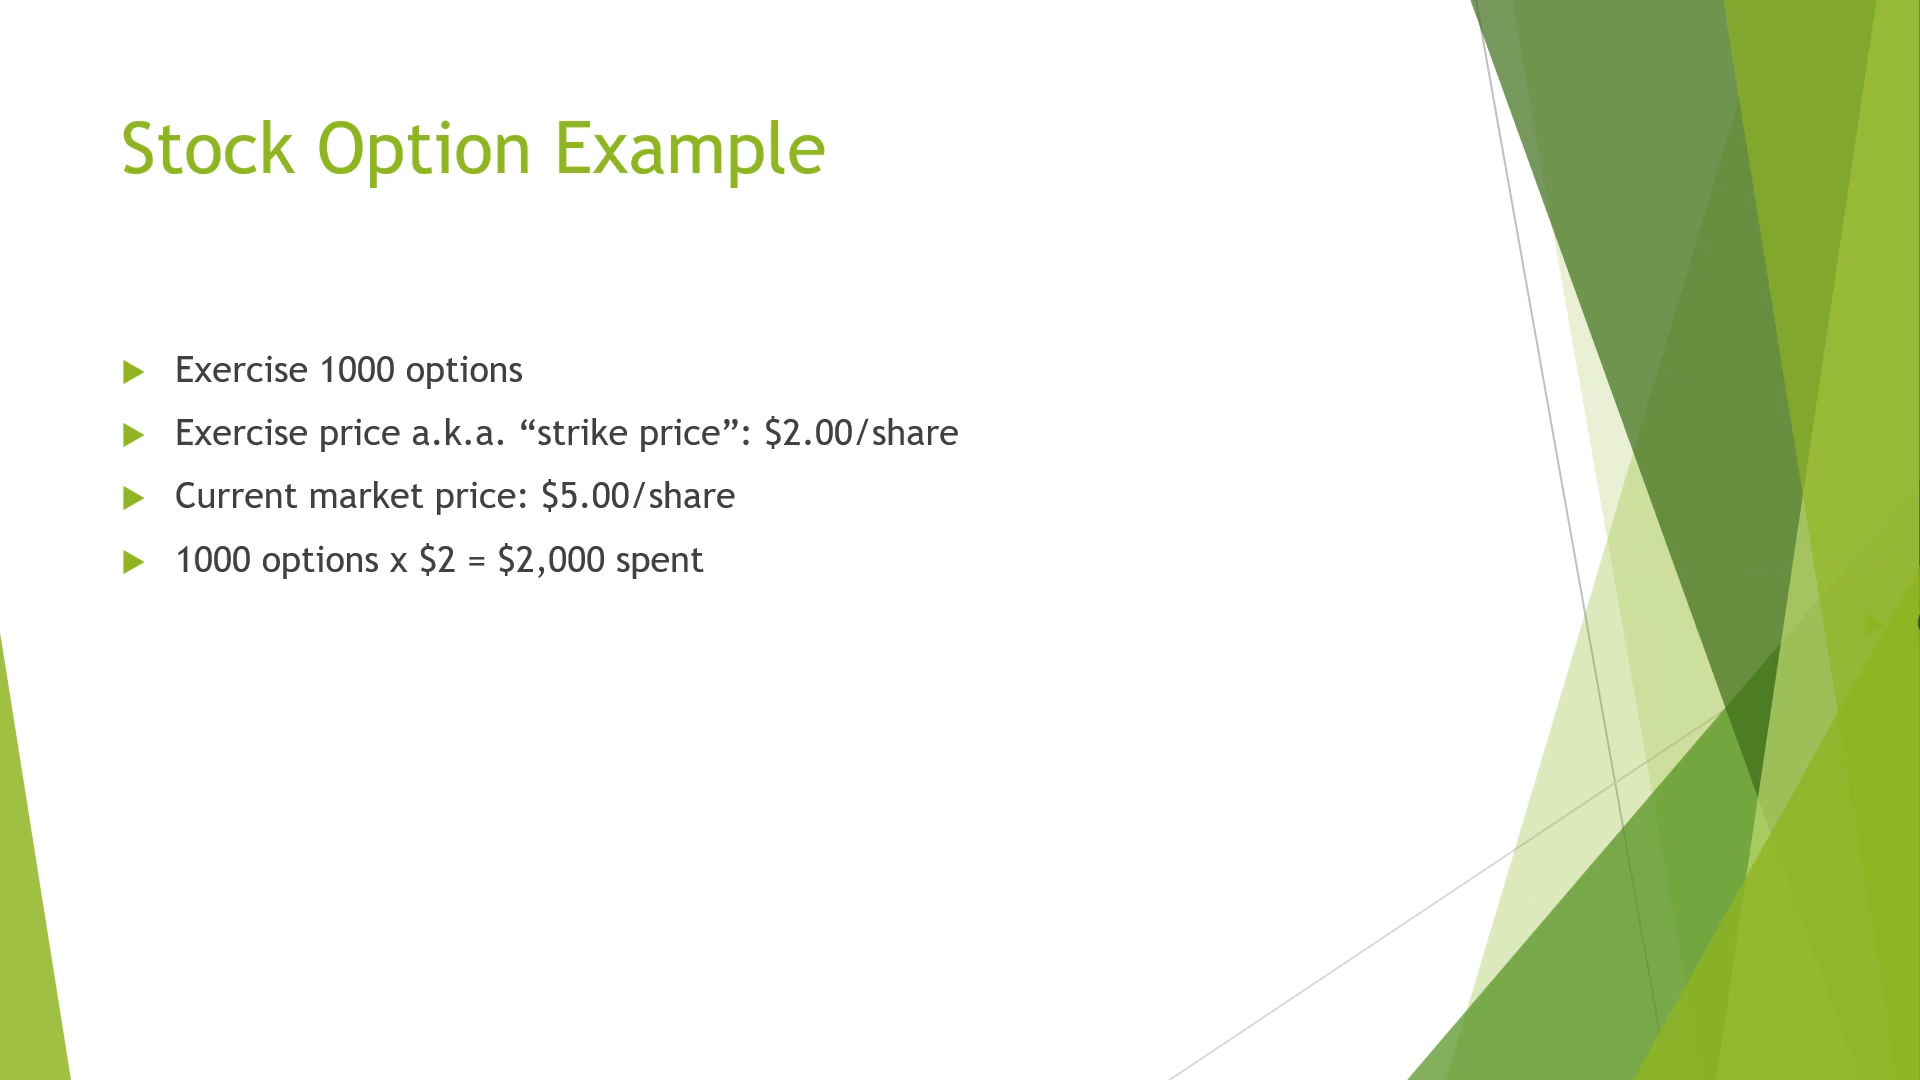 Stock Option Example
Exercise 1000 options
Exercise price a.k.a. “strike price”: $2.00/share
Current market price: $5.00/share
1000 options x $2 = $2,000 spent